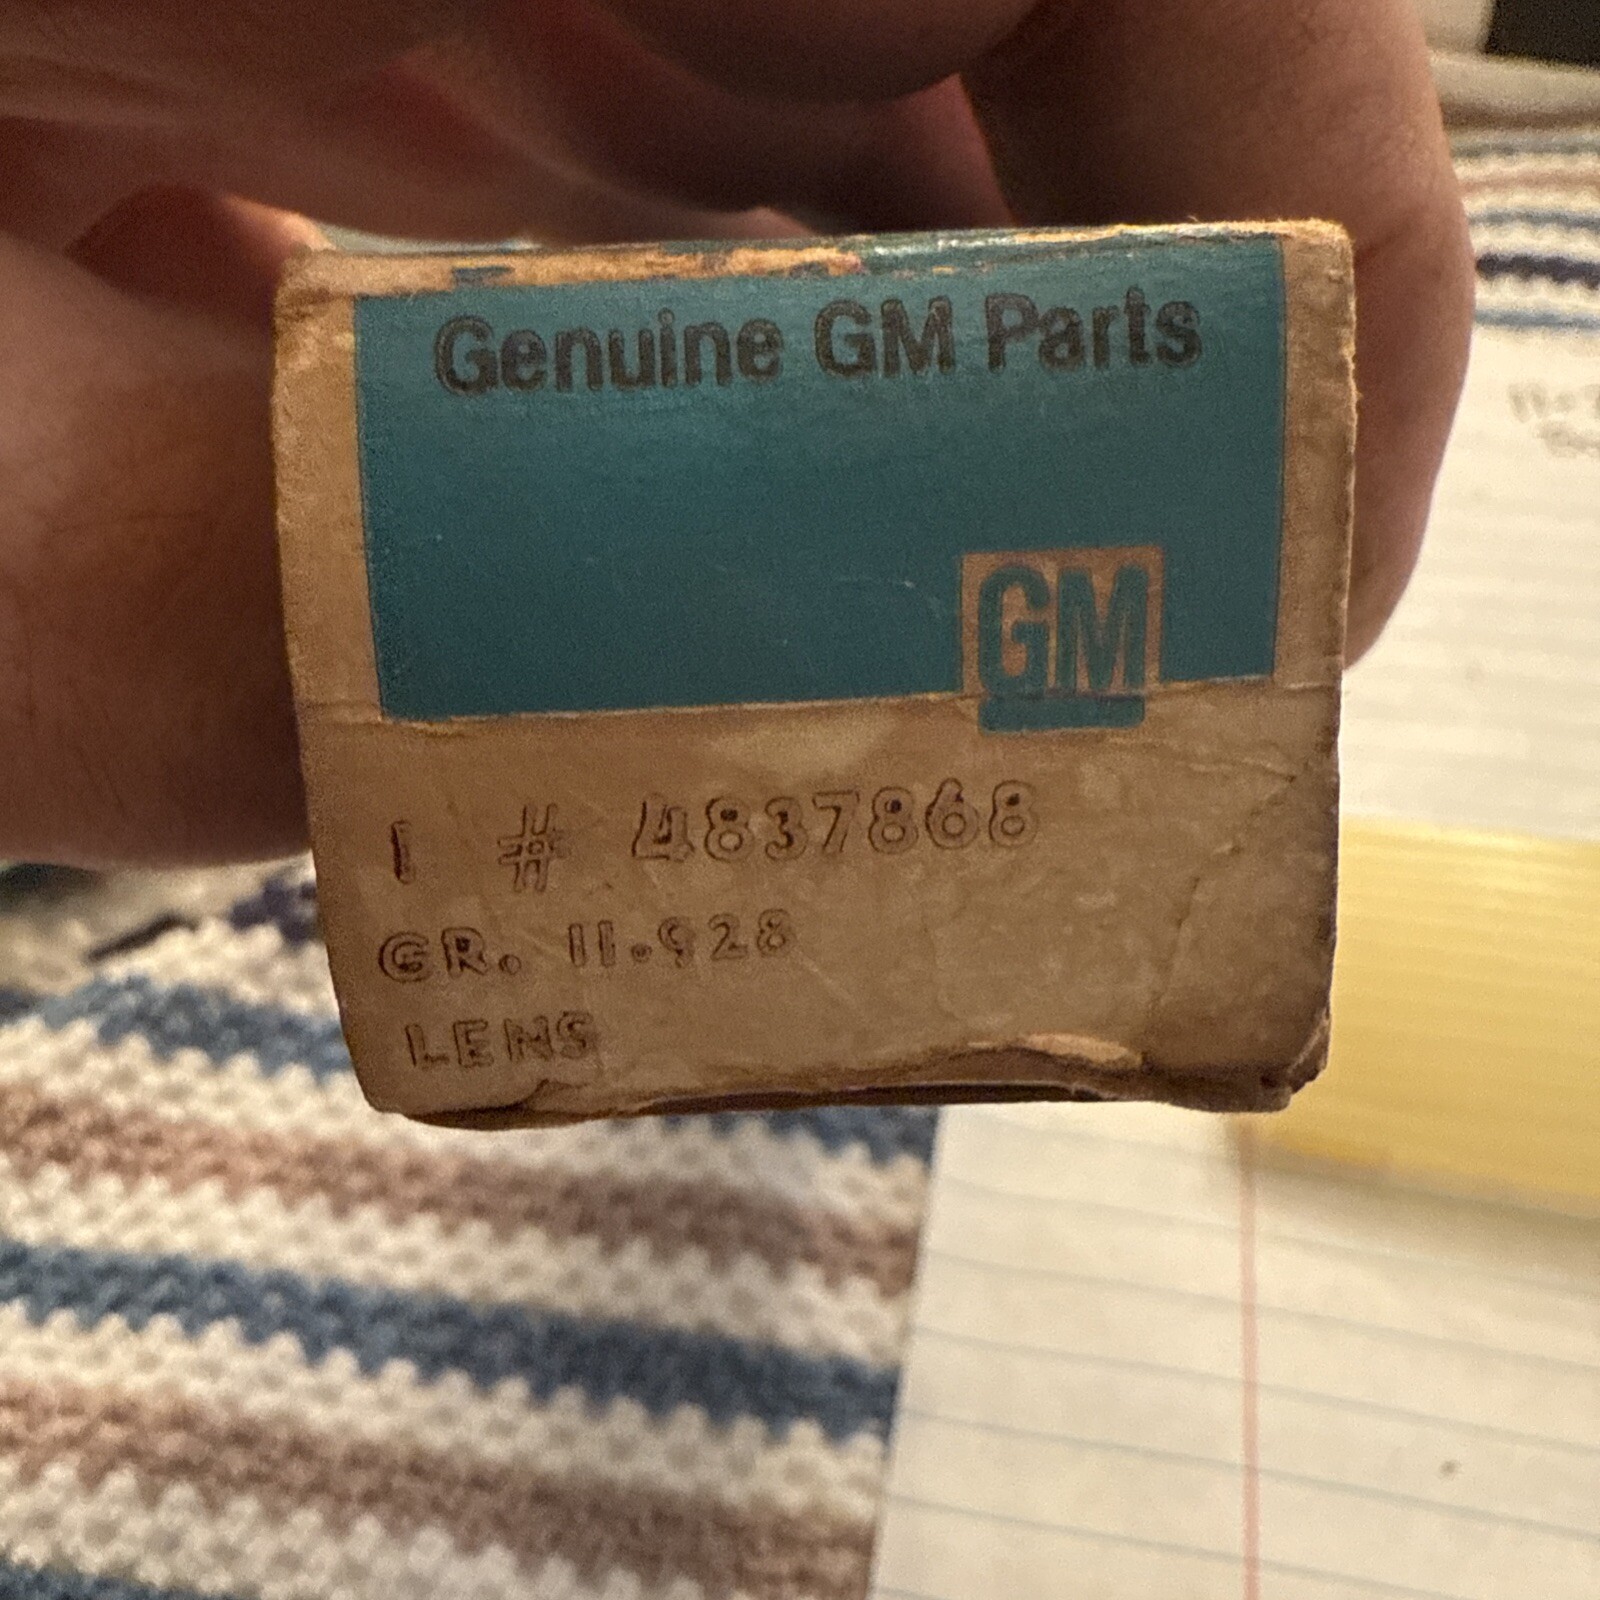 Genuine GM Parts
GM
1 # 4837868
GR. 11.928
LENS